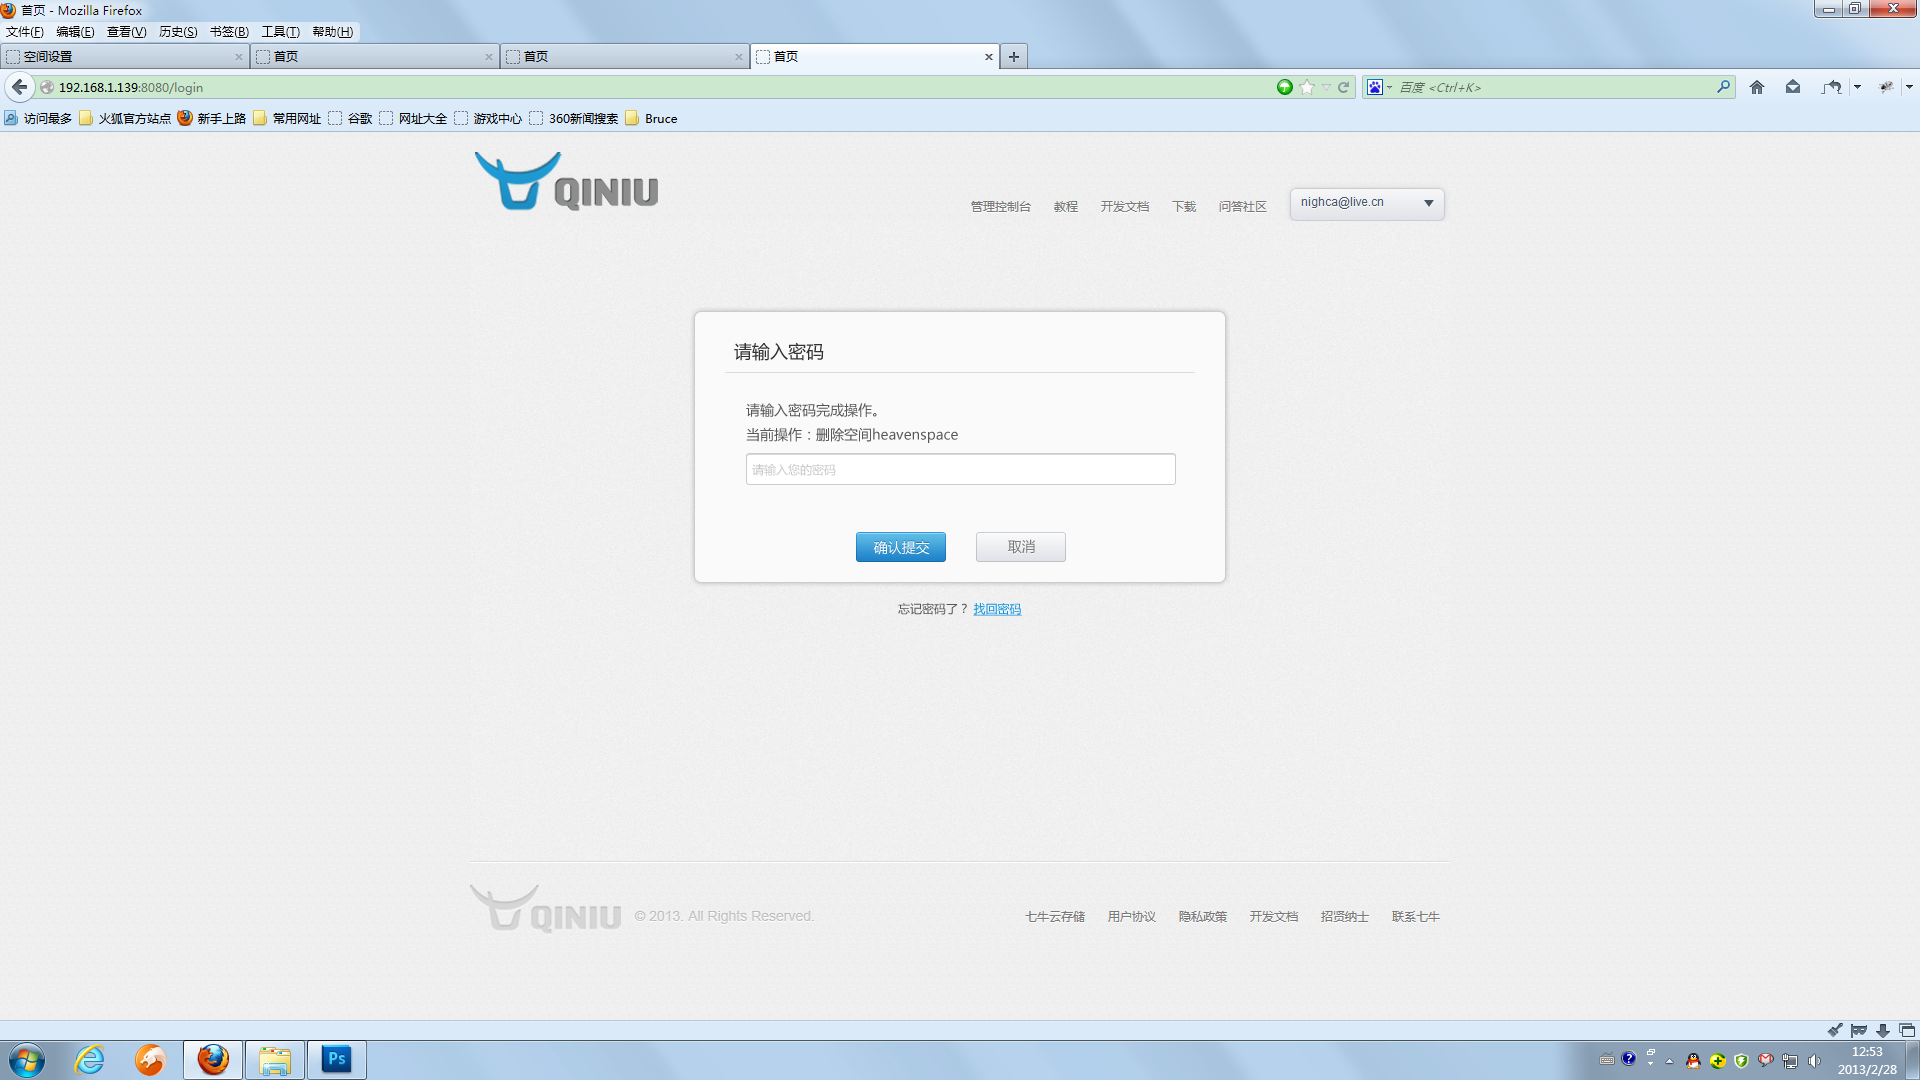 首页 - Mozilla Firefox
文件(F) 编辑(E) 查看(V) 历史(S) 书签(B) 工具(T) 帮助(H)
空间设置 首页 首页 首页
192.168.1.139:8080/login 百度 <Ctrl+K>
访问最多 火狐官方站点 新手上路 常用网址 谷歌 网址大全 游戏中心 360新闻搜索 Bruce
QINIU
管理控制台 教程 开发文档 下载 问答社区 nighca@live.cn
请输入密码
请输入密码完成操作。
当前操作：删除空间heavenspace
请输入您的密码
确认提交 取消
忘记密码了？ 找回密码
QINIU © 2013. All Rights Reserved. 七牛云存储 用户协议 隐私政策 开发文档 招贤纳士 联系七牛
Ps
12:53
2013/2/28